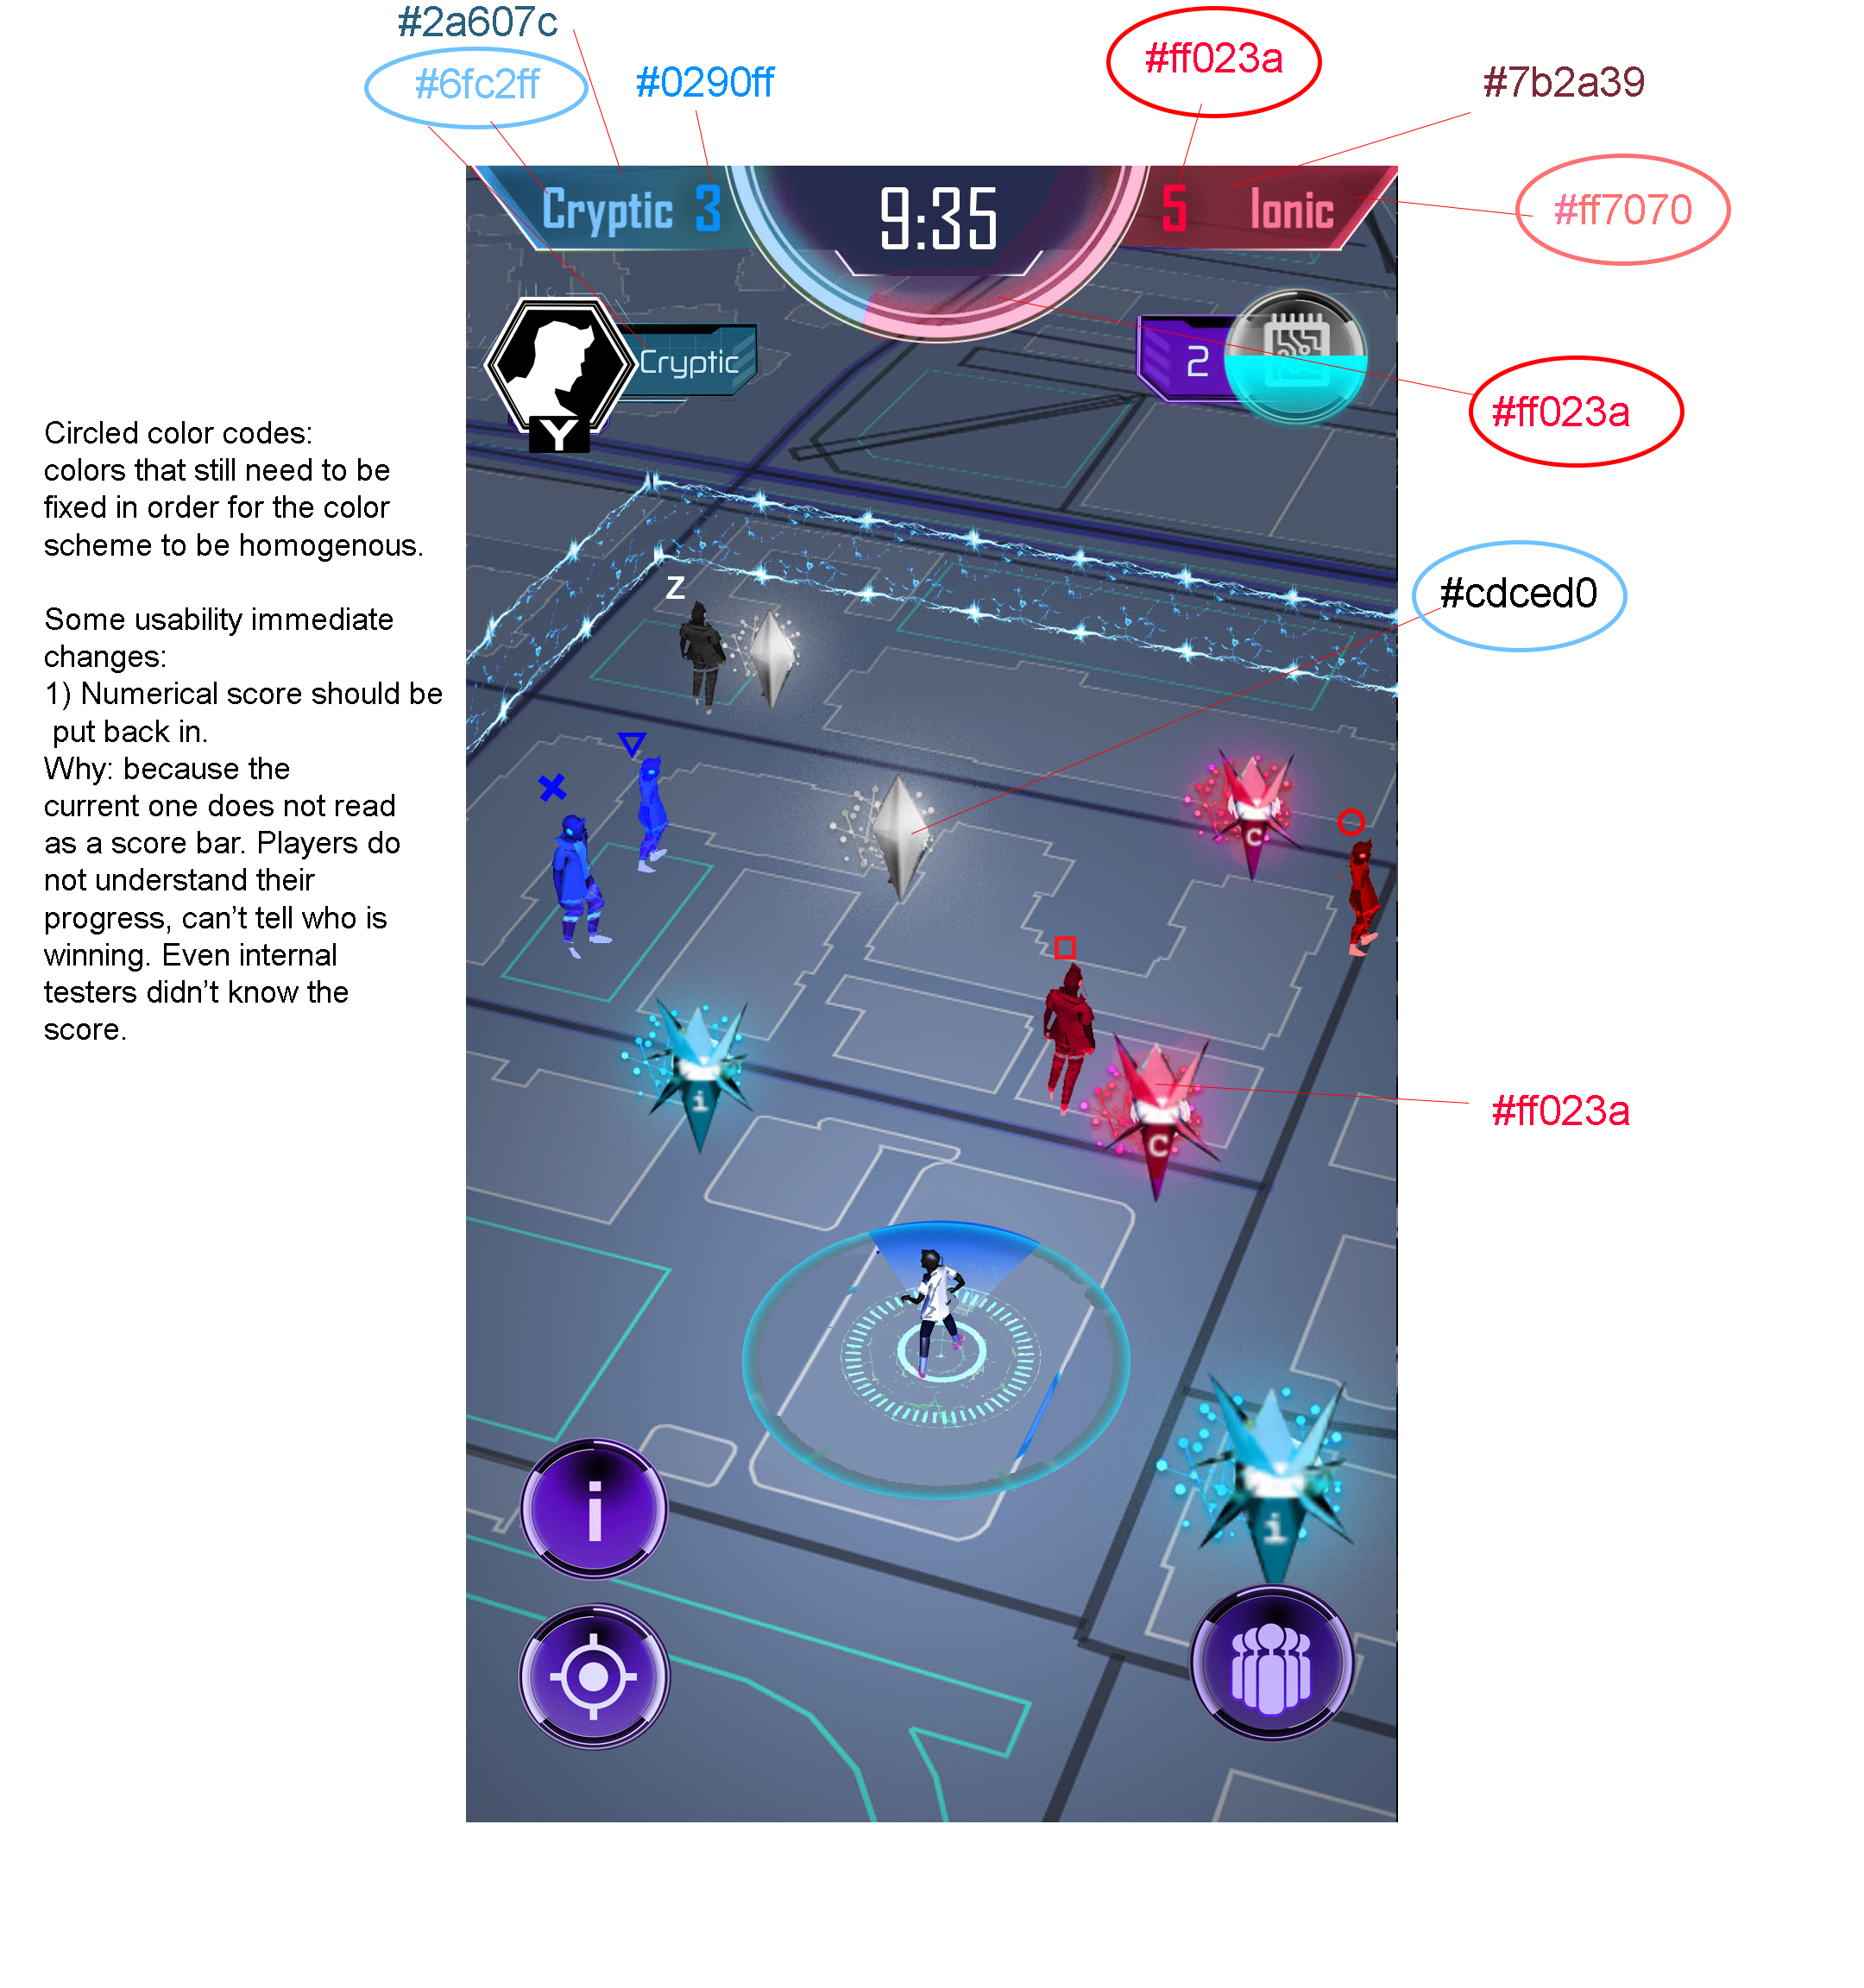 #2a607c
#6fc2ff
#0290ff
#ff023a
#7b2a39
#ff7070
Cryptic 3
9:35
5 Ionic
Cryptic
2
Y
#ff023a
Circled color codes:
colors that still need to be
fixed in order for the color
scheme to be homogenous.
Some usability immediate
changes:
1) Numerical score should be
put back in.
Why: because the
current one does not read
as a score bar. Players do
not understand their
progress, can't tell who is
winning. Even internal
testers didn't know the
score.
#cdced0
Z
C
i
C
#ff023a
i
i